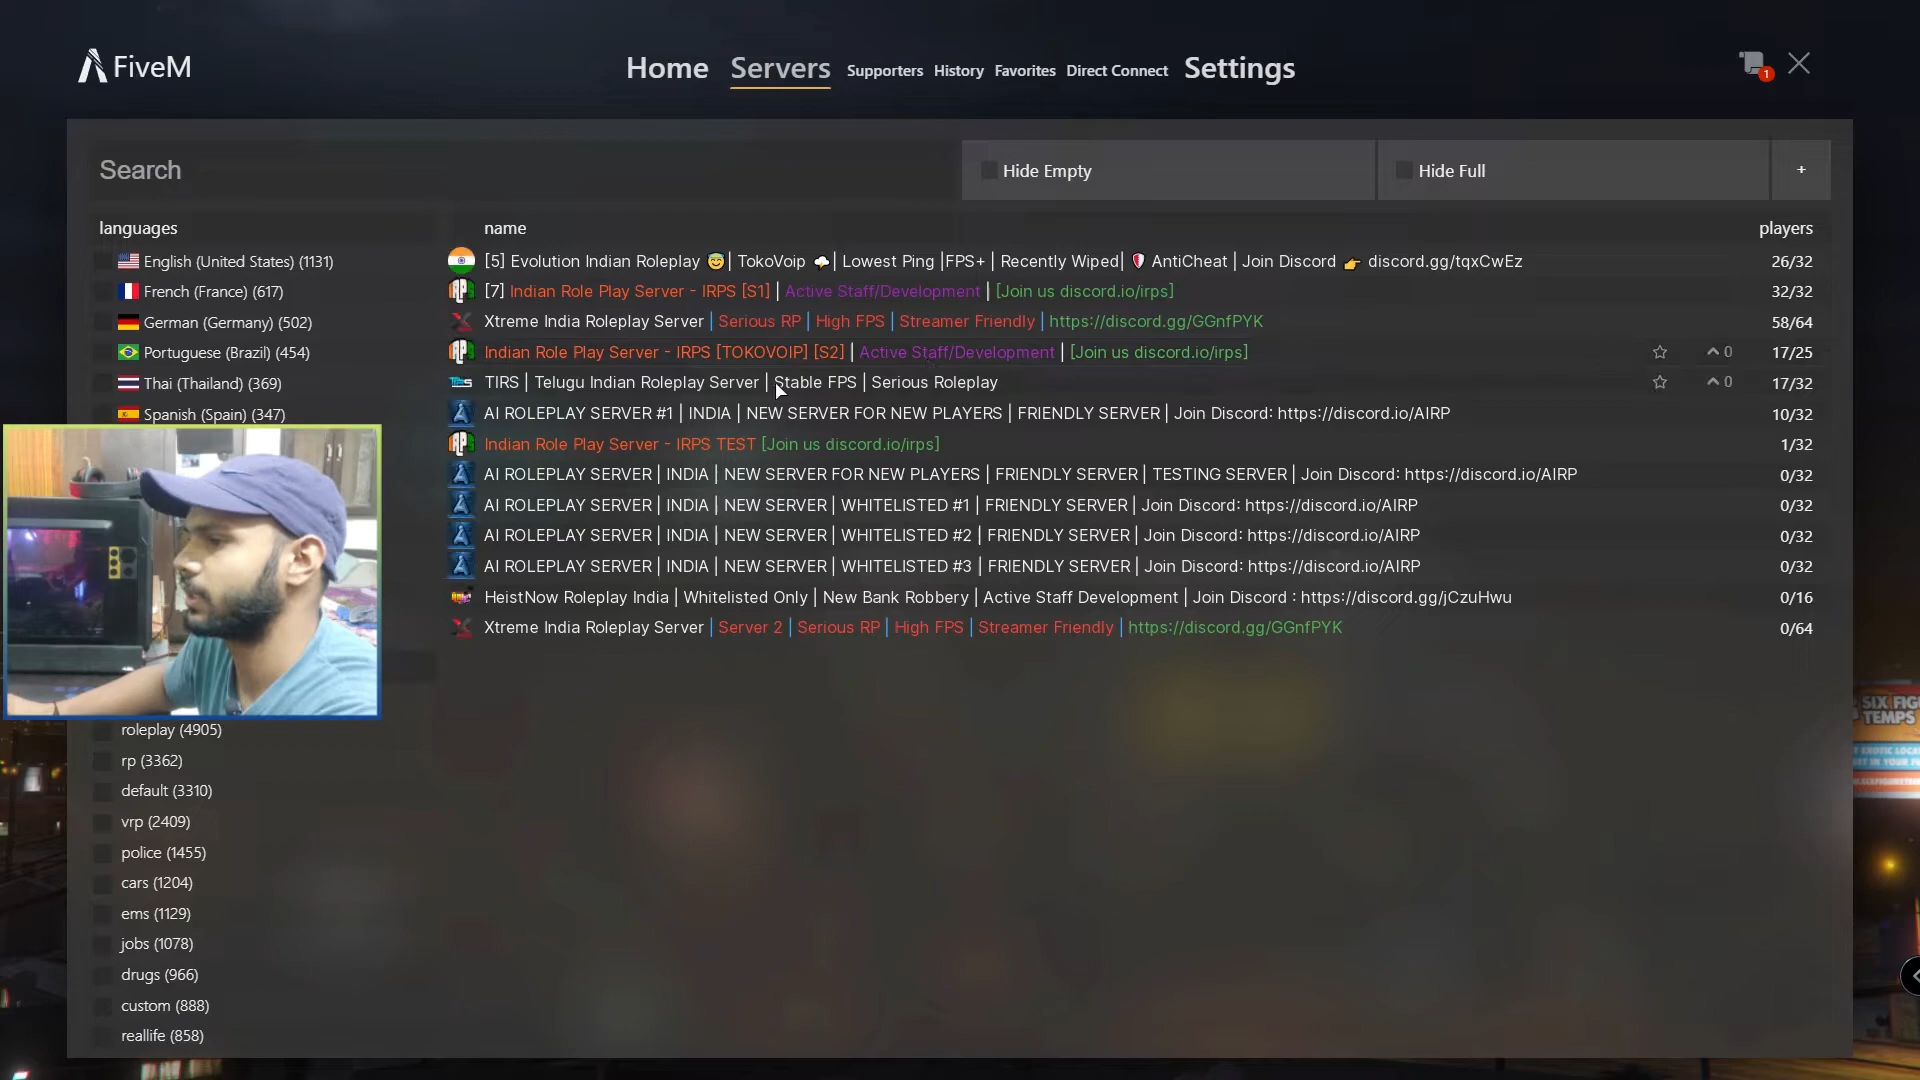 FiveM
Home Servers Supporters History Favorites Direct Connect Settings
1
Search
Hide Empty
Hide Full
+
languages
name
players
English (United States) (1131)
French (France) (617)
German (Germany) (502)
Portuguese (Brazil) (454)
Thai (Thailand) (369)
Spanish (Spain) (347)
[5] Evolution Indian Roleplay 😇| TokoVoip 🌩| Lowest Ping |FPS+ | Recently Wiped| 🛡 AntiCheat | Join Discord 👉 discord.gg/tqxCwEz 26/32
[7] Indian Role Play Server - IRPS [S1] | Active Staff/Development | [Join us discord.io/irps] 32/32
Xtreme India Roleplay Server | Serious RP | High FPS | Streamer Friendly | https://discord.gg/GGnfPYK 58/64
Indian Role Play Server - IRPS [TOKOVOIP] [S2] | Active Staff/Development | [Join us discord.io/irps] 0 17/25
TIRS | Telugu Indian Roleplay Server | Stable FPS | Serious Roleplay 0 17/32
AI ROLEPLAY SERVER #1 | INDIA | NEW SERVER FOR NEW PLAYERS | FRIENDLY SERVER | Join Discord: https://discord.io/AIRP 10/32
Indian Role Play Server - IRPS TEST [Join us discord.io/irps] 1/32
AI ROLEPLAY SERVER | INDIA | NEW SERVER FOR NEW PLAYERS | FRIENDLY SERVER | TESTING SERVER | Join Discord: https://discord.io/AIRP 0/32
AI ROLEPLAY SERVER | INDIA | NEW SERVER | WHITELISTED #1 | FRIENDLY SERVER | Join Discord: https://discord.io/AIRP 0/32
AI ROLEPLAY SERVER | INDIA | NEW SERVER | WHITELISTED #2 | FRIENDLY SERVER | Join Discord: https://discord.io/AIRP 0/32
AI ROLEPLAY SERVER | INDIA | NEW SERVER | WHITELISTED #3 | FRIENDLY SERVER | Join Discord: https://discord.io/AIRP 0/32
HeistNow Roleplay India | Whitelisted Only | New Bank Robbery | Active Staff Development | Join Discord : https://discord.gg/jCzuHwu 0/16
Xtreme India Roleplay Server | Server 2 | Serious RP | High FPS | Streamer Friendly | https://discord.gg/GGnfPYK 0/64
roleplay (4905)
rp (3362)
default (3310)
vrp (2409)
police (1455)
cars (1204)
ems (1129)
jobs (1078)
drugs (966)
custom (888)
reallife (858)
SIX FIG
TEMPS